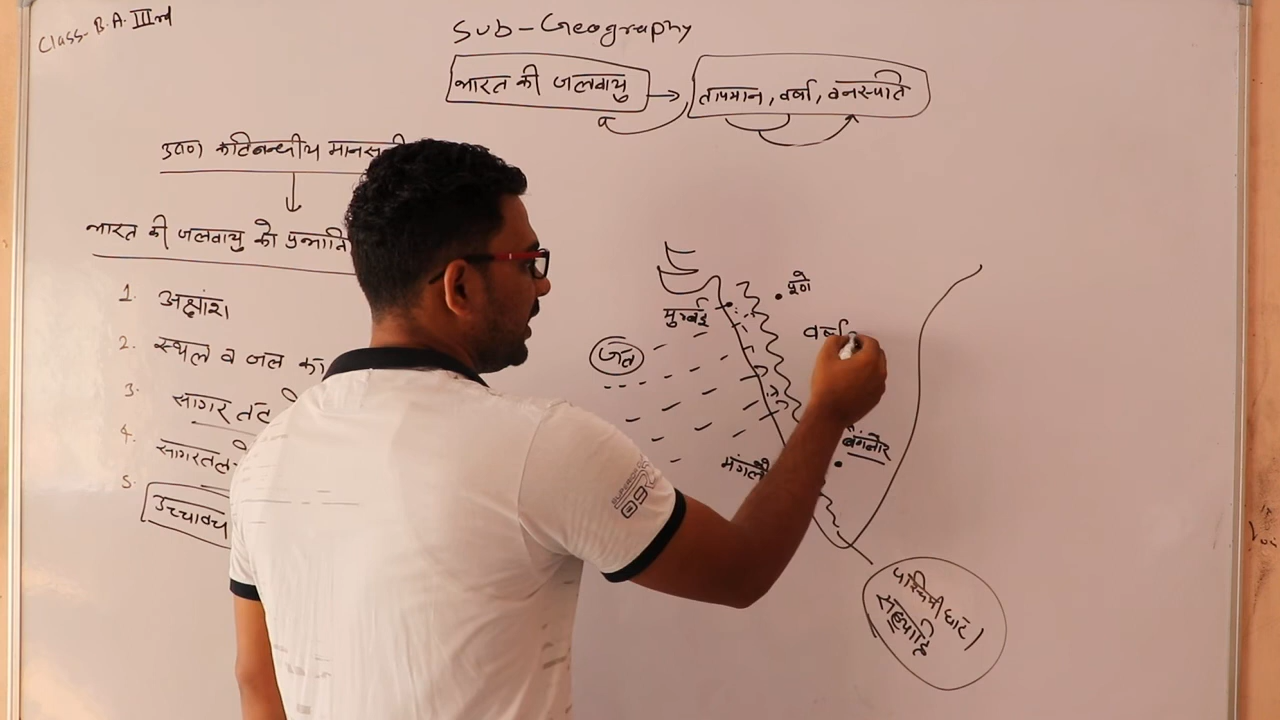 Class- B.A. IIIrd
Sub - Geography
भारत की जलवायु → तापमान, वर्षा, वनस्पति
उष्ण कटिबन्धीय मानसू
भारत की जलवायु को प्रभावि
1. अक्षांश
2. स्थल व जल का
3. सागर तट
4. सागरतल
5. उच्चावच
पुणे
मुम्बई
वर्षा
जल
बंगलौर
मंगलौ
पश्चिमी घाट /
सह्याद्रि